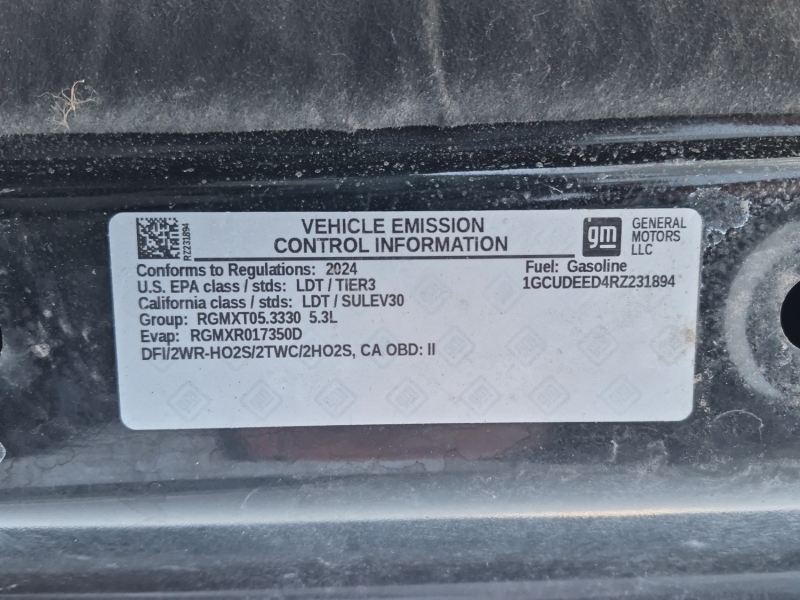 RZ231894
VEHICLE EMISSION
CONTROL INFORMATION
gm
GENERAL
MOTORS
LLC
Conforms to Regulations: 2024
Fuel: Gasoline
U.S. EPA class / stds: LDT / TiER3
1GCUDEED4RZ231894
California class / stds: LDT / SULEV30
Group: RGMXT05.3330 5.3L
Evap: RGMXR017350D
DFI/2WR-HO2S/2TWC/2HO2S, CA OBD: II